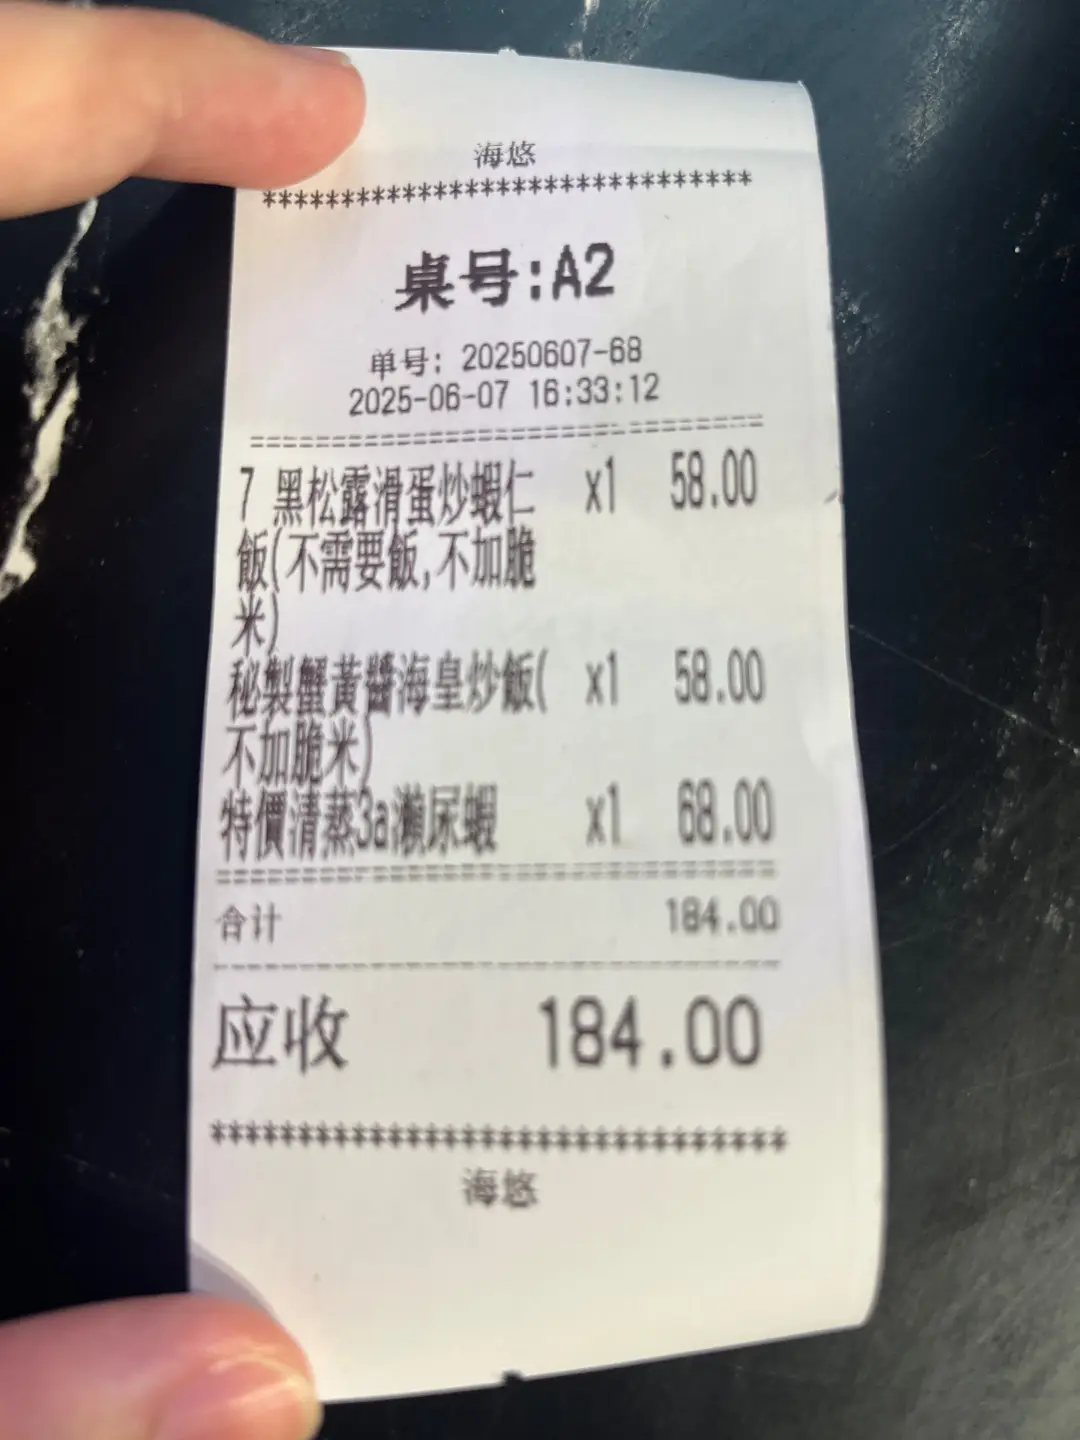 海悠
********************************
桌号:A2
单号: 20250607-68
2025-06-07 16:33:12
================================
7 黑松露滑蛋炒蝦仁 x1 58.00
飯(不需要飯,不加脆
米)
秘製蟹黃醬海皇炒飯( x1 58.00
不加脆米)
特價清蒸3a瀨尿蝦 x1 68.00
================================
合计 184.00
--------------------------------
应收 184.00
********************************
海悠